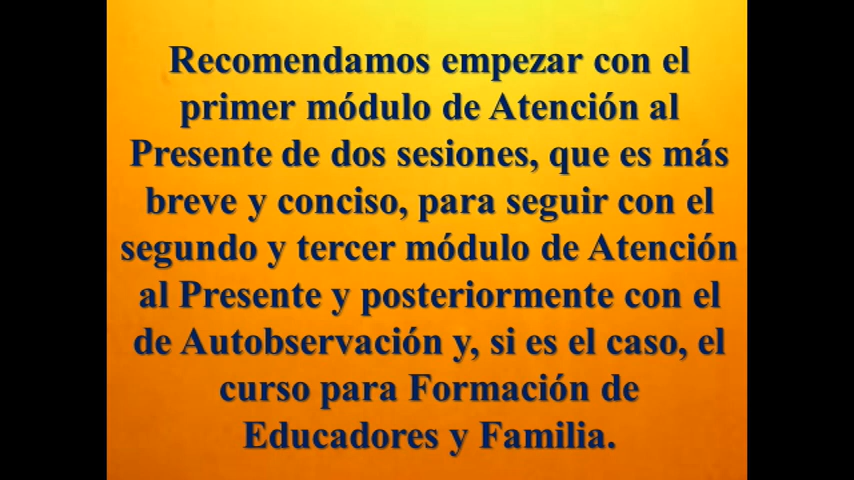 Recomendamos empezar con el
primer módulo de Atención al
Presente de dos sesiones, que es más
breve y conciso, para seguir con el
segundo y tercer módulo de Atención
al Presente y posteriormente con el
de Autobservación y, si es el caso, el
curso para Formación de
Educadores y Familia.